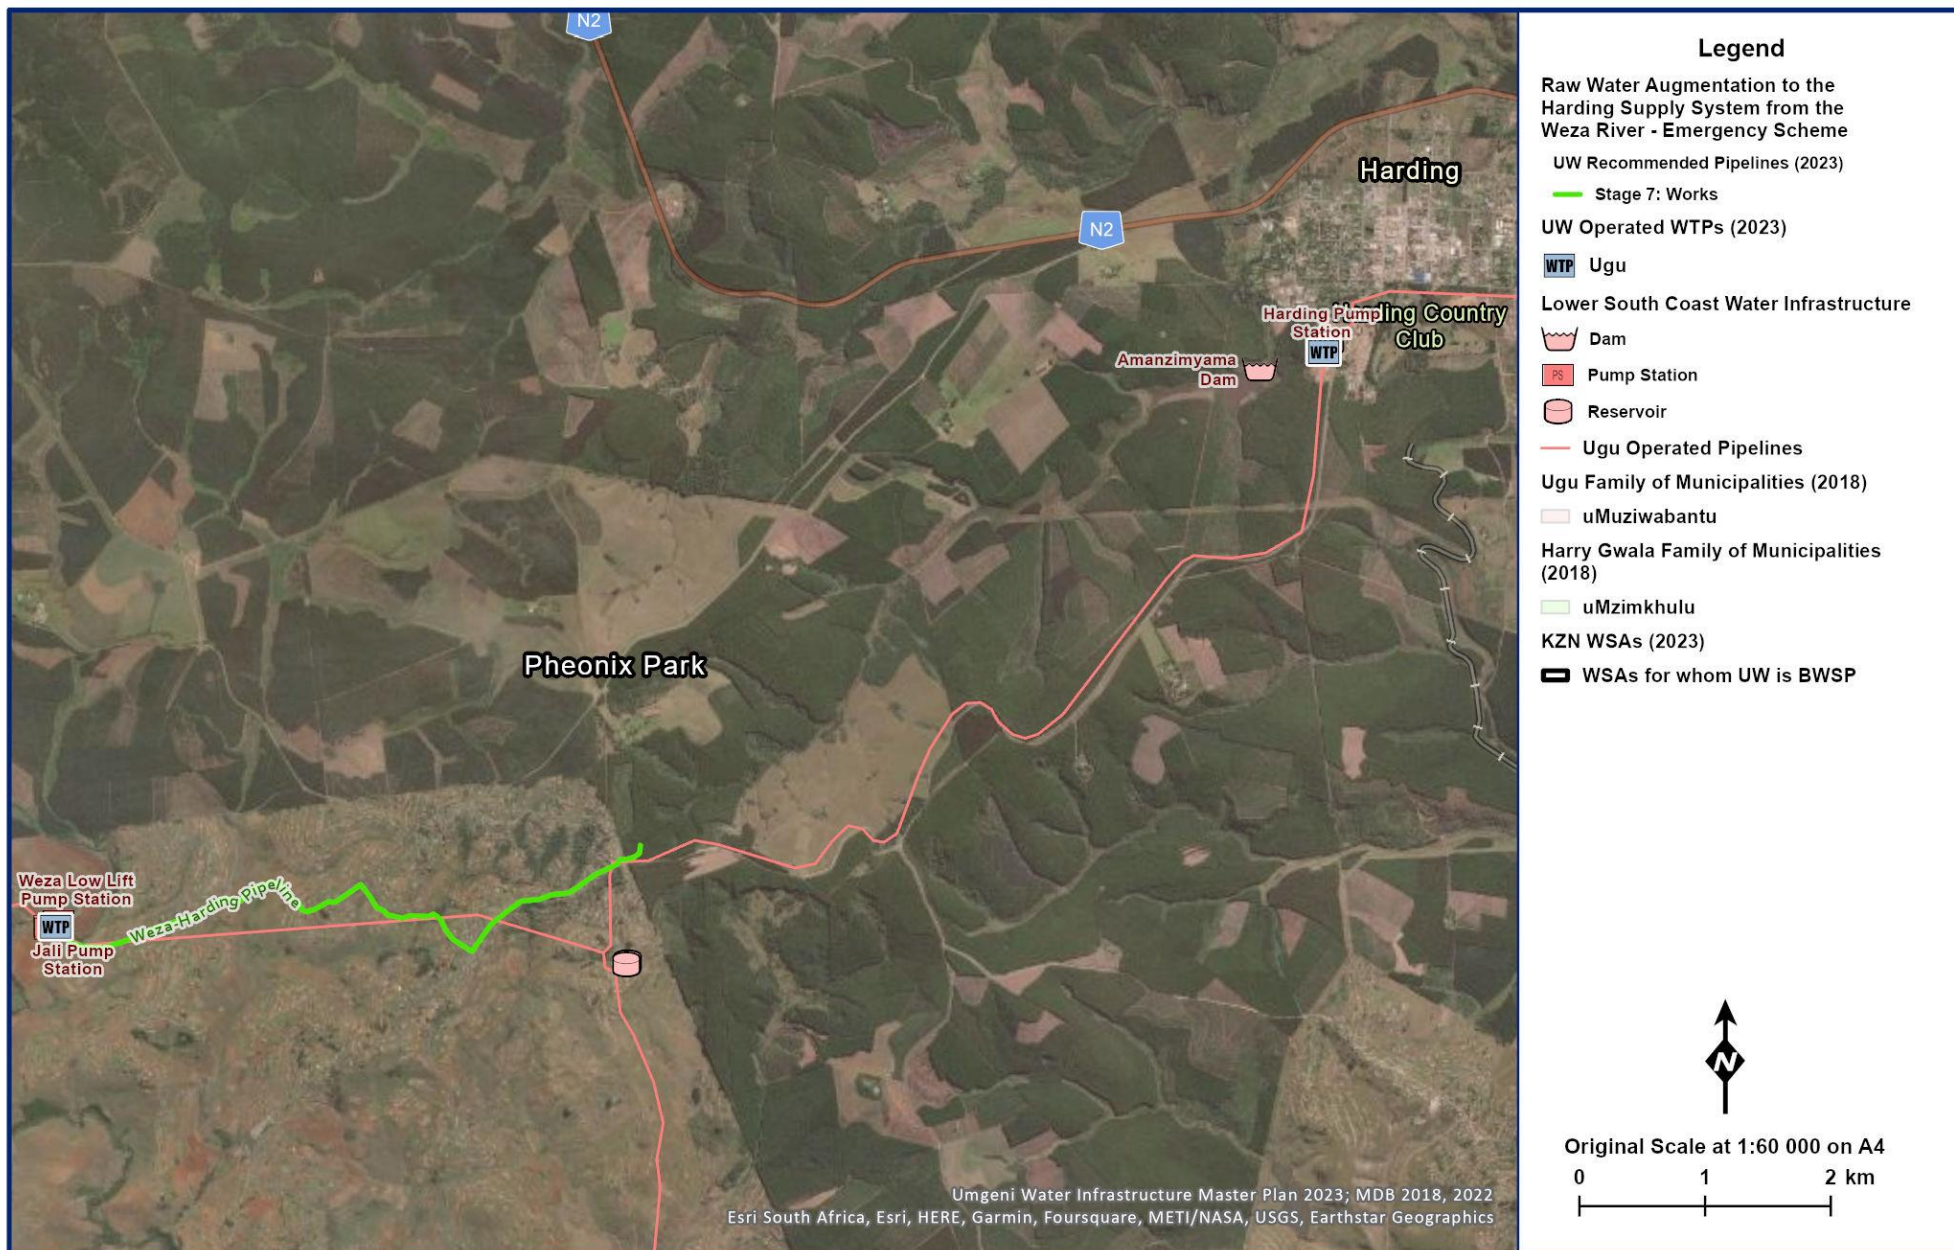 N2
Harding
N2
Harding Pump
Station
ding Country
Club
WTP
Amanzimyama
Dam
Pheonix Park
Weza Low Lift
Pump Station
WTP
Jali Pump
Station
Weza-Harding Pipeline
Umgeni Water Infrastructure Master Plan 2023; MDB 2018, 2022
Esri South Africa, Esri, HERE, Garmin, Foursquare, METI/NASA, USGS, Earthstar Geographics
Legend
Raw Water Augmentation to the
Harding Supply System from the
Weza River - Emergency Scheme
UW Recommended Pipelines (2023)
Stage 7: Works
UW Operated WTPs (2023)
WTP Ugu
Lower South Coast Water Infrastructure
Dam
PS Pump Station
Reservoir
Ugu Operated Pipelines
Ugu Family of Municipalities (2018)
uMuziwabantu
Harry Gwala Family of Municipalities
(2018)
uMzimkhulu
KZN WSAs (2023)
WSAs for whom UW is BWSP
N
Original Scale at 1:60 000 on A4
0 1 2 km